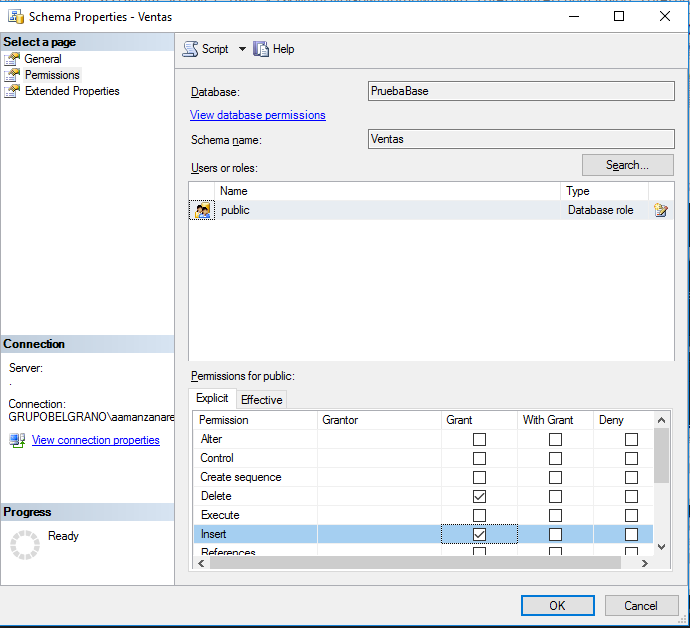 Schema Properties - Ventas
Select a page
General
Permissions
Extended Properties
Script
Help
Database:
PruebaBase
View database permissions
Schema name:
Ventas
Users or roles:
Search...
Name Type
public Database role
Connection
Server:
.
Connection:
GRUPOBELGRANO\aamanzanare
View connection properties
Progress
Ready
Permissions for public:
Explicit Effective
Permission Grantor Grant With Grant Deny
Alter
Control
Create sequence
Delete
Execute
Insert
References
OK Cancel